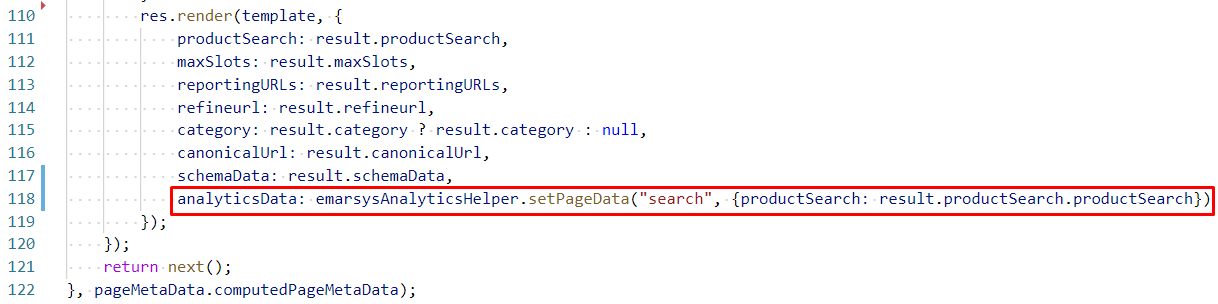 110 res.render(template, {
111 productSearch: result.productSearch,
112 maxSlots: result.maxSlots,
113 reportingURLs: result.reportingURLs,
114 refineurl: result.refineurl,
115 category: result.category ? result.category : null,
116 canonicalUrl: result.canonicalUrl,
117 schemaData: result.schemaData,
118 analyticsData: emarsysAnalyticsHelper.setPageData("search", {productSearch: result.productSearch.productSearch})
119 });
120 });
121 return next();
122 }, pageMetaData.computedPageMetaData);